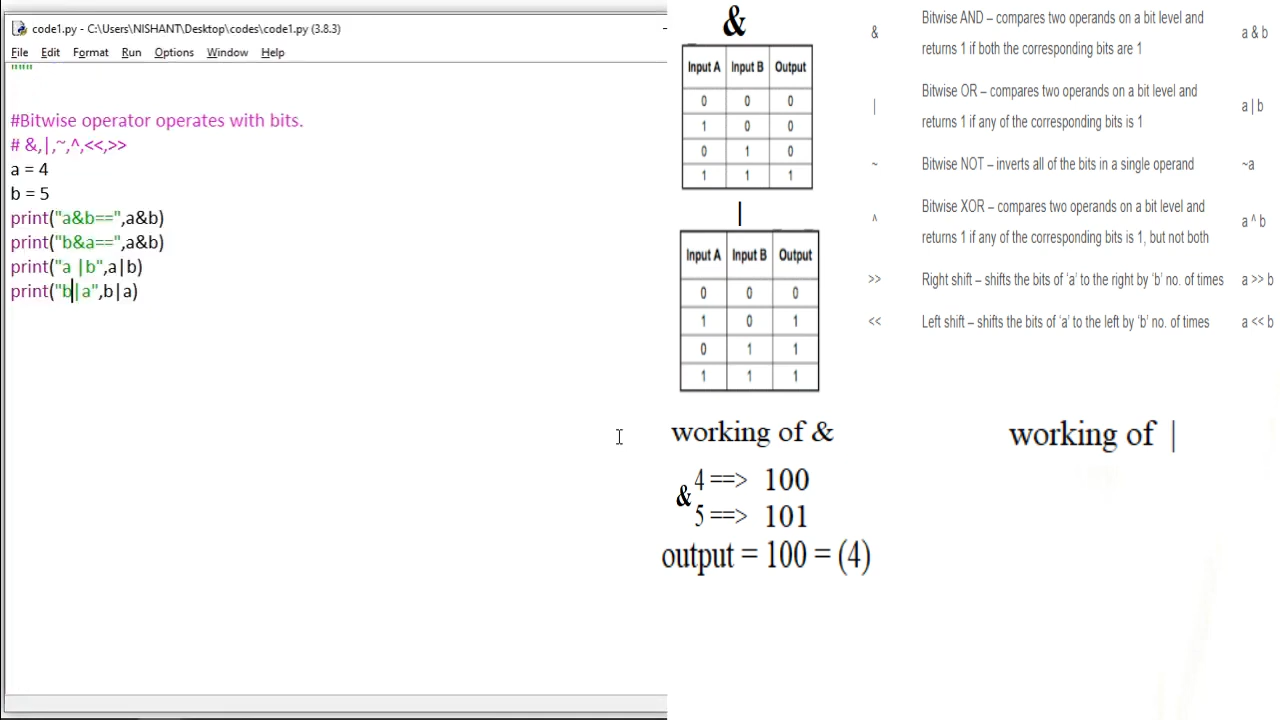 code1.py - C:\Users\NISHANT\Desktop\codes\code1.py (3.8.3)
File Edit Format Run Options Window Help
"""
#Bitwise operator operates with bits.
# &,|,~,^,<<,>>
a = 4
b = 5
print("a&b==",a&b)
print("b&a==",a&b)
print("a |b",a|b)
print("b|a",b|a)
&
Input A Input B Output
0 0 0
1 0 0
0 1 0
1 1 1
|
Input A Input B Output
0 0 0
1 0 1
0 1 1
1 1 1
& Bitwise AND – compares two operands on a bit level and a & b
returns 1 if both the corresponding bits are 1
| Bitwise OR – compares two operands on a bit level and a | b
returns 1 if any of the corresponding bits is 1
~ Bitwise NOT – inverts all of the bits in a single operand ~a
^ Bitwise XOR – compares two operands on a bit level and a ^ b
returns 1 if any of the corresponding bits is 1, but not both
>> Right shift – shifts the bits of ‘a’ to the right by ‘b’ no. of times a >> b
<< Left shift – shifts the bits of ‘a’ to the left by ‘b’ no. of times a << b
working of &
4 ==> 100
&
5 ==> 101
output = 100 = (4)
working of |